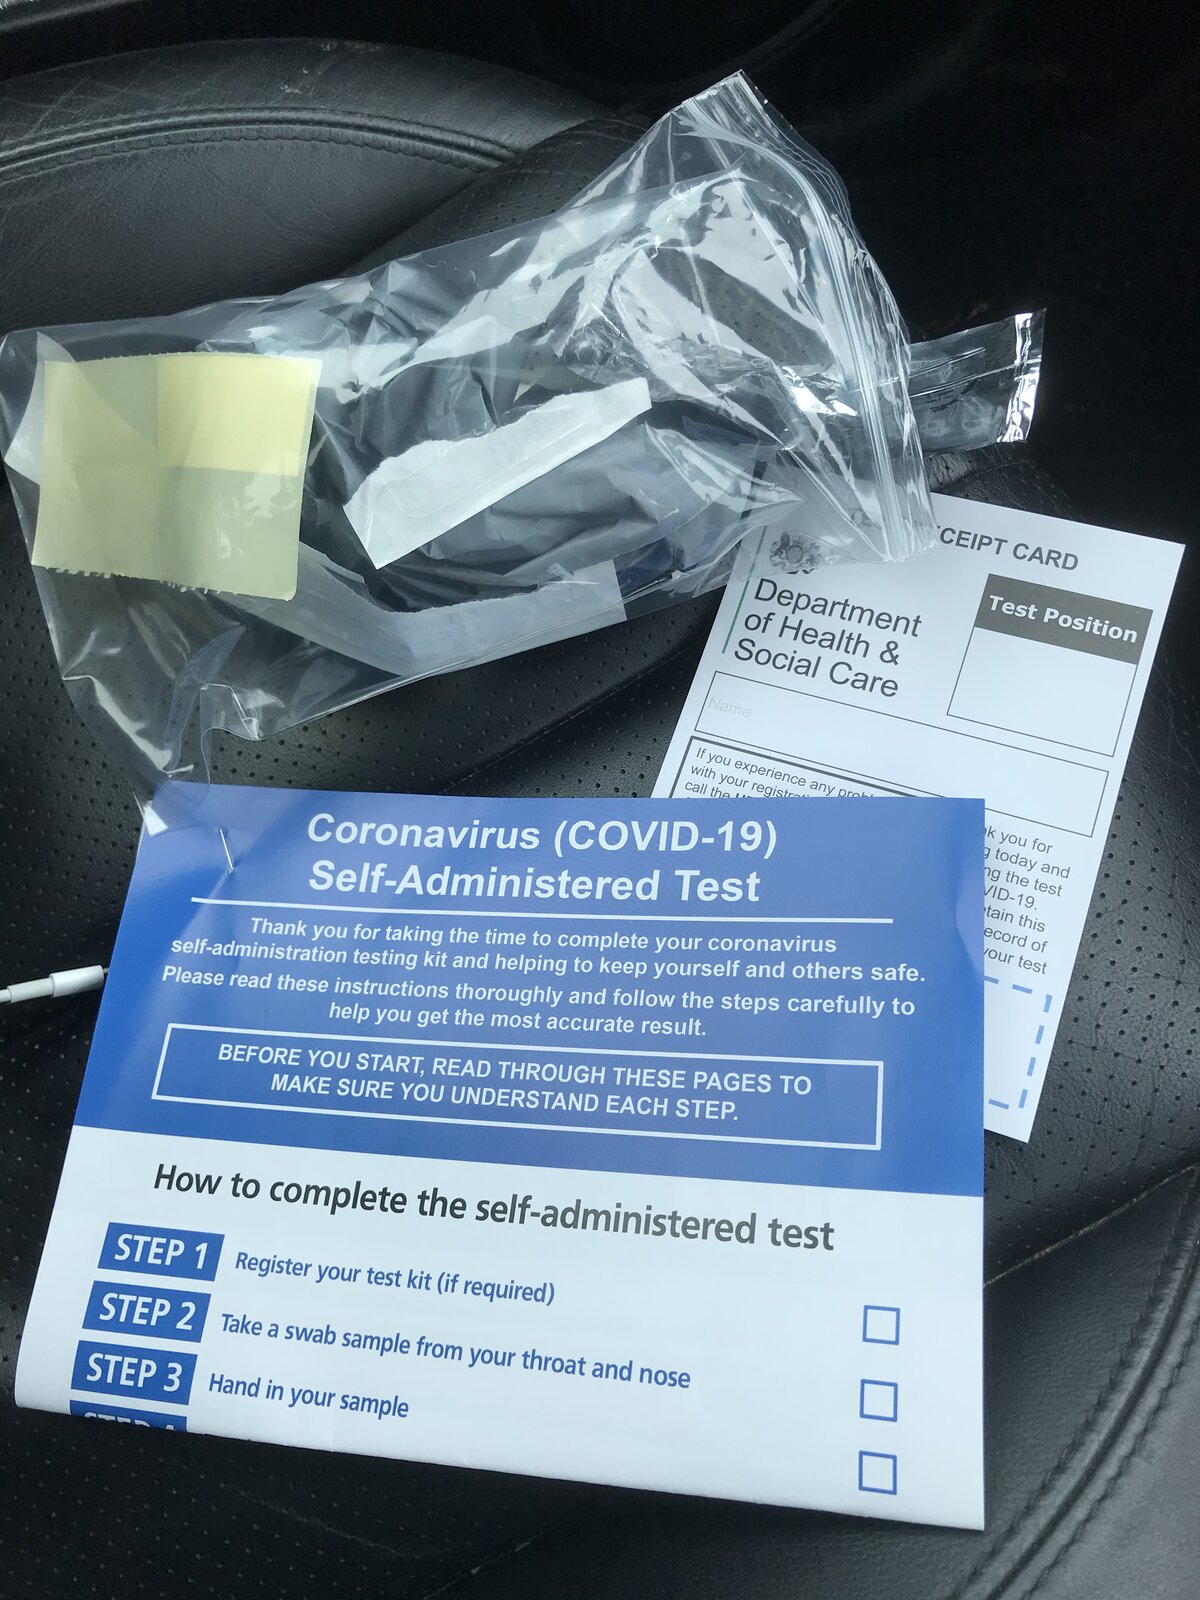 CEIPT CARD
Department
of Health &
Social Care
Test Position
Name
If you experience any
with your
call the
k you for
today and
the test
VID-19.
this
ecord of
your test
Coronavirus (COVID-19)
Self-Administered Test
Thank you for taking the time to complete your coronavirus
self-administration testing kit and helping to keep yourself and others safe.
Please read these instructions thoroughly and follow the steps carefully to
help you get the most accurate result.
BEFORE YOU START, READ THROUGH THESE PAGES TO
MAKE SURE YOU UNDERSTAND EACH STEP.
How to complete the self-administered test
STEP 1 Register your test kit (if required)
STEP 2 Take a swab sample from your throat and nose
STEP 3 Hand in your sample